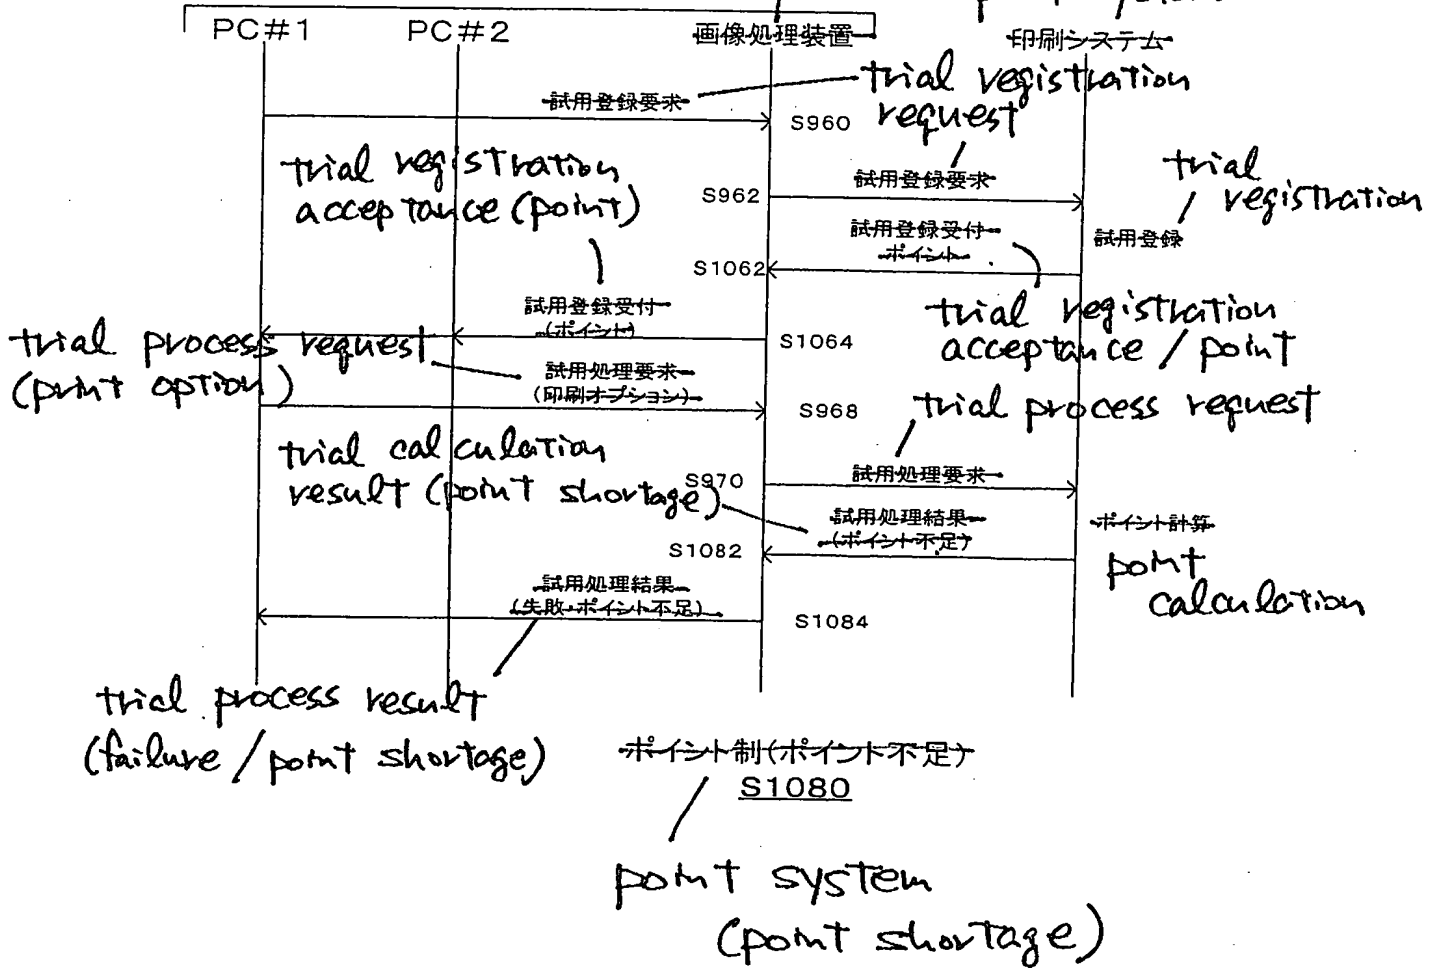 PC#1 PC#2 画像処理装置 印刷システム
試用登録要求
trial registration
request
S960
trial registration
acceptance (point)
S962
試用登録要求
trial
registration
試用登録受付
ポイント
試用登録
S1062
試用登録受付
(ポイント)
S1064
trial registration
acceptance / point
trial process request
(print option)
試用処理要求
(印刷オプション)
S968
trial process request
trial calculation
result (point shortage)
S970
試用処理要求
試用処理結果
(ポイント不足)
ポイント計算
S1082
point
calculation
試用処理結果
(失敗・ポイント不足)
S1084
trial process result
(failure / point shortage)
ポイント制(ポイント不足)
S1080
point system
(point shortage)